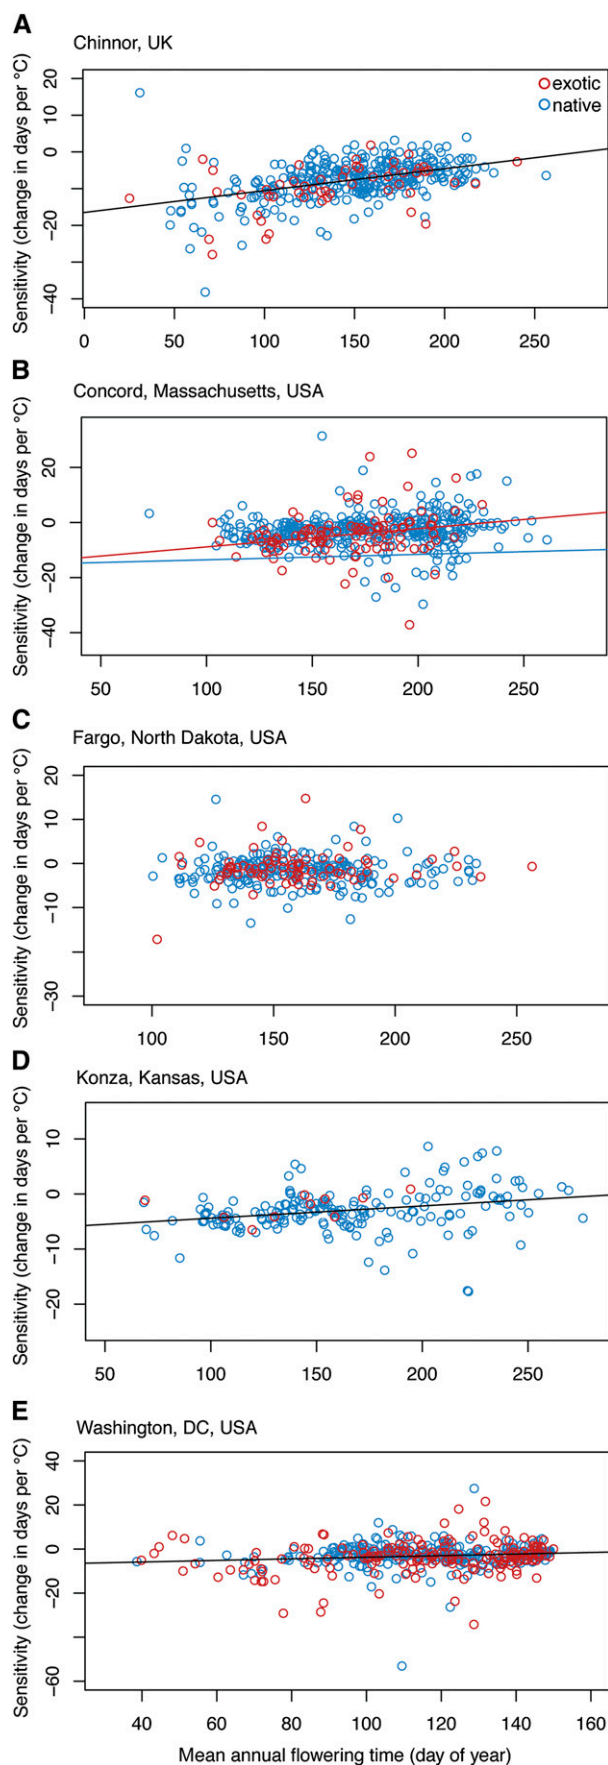 A
Chinnor, UK
Sensitivity (change in days per °C)
20
10
0
−20
−40
exotic
native
0 50 100 150 200 250
B
Concord, Massachusetts, USA
Sensitivity (change in days per °C)
20
0
−20
−40
50 100 150 200 250
C
Fargo, North Dakota, USA
Sensitivity (change in days per °C)
20
10
0
−10
−30
100 150 200 250
D
Konza, Kansas, USA
Sensitivity (change in days per °C)
10
0
−10
−20
50 100 150 200 250
E
Washington, DC, USA
Sensitivity (change in days per °C)
40
20
0
−20
−60
40 60 80 100 120 140 160
Mean annual flowering time (day of year)